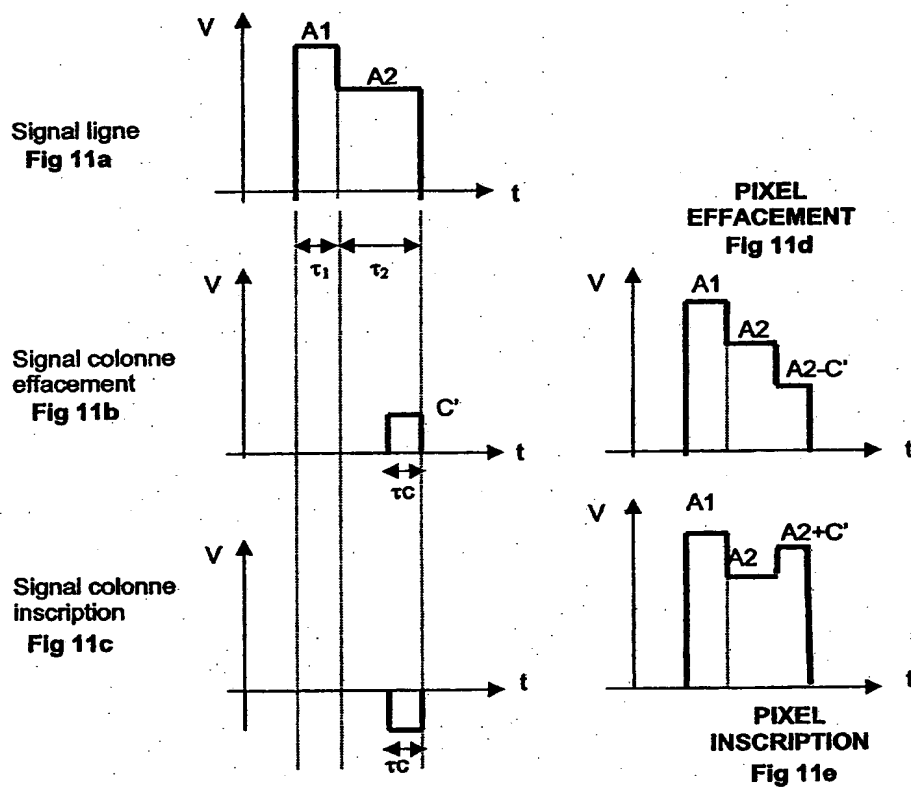 V
A1
A2
Signal ligne
Fig 11a
t
τ1
τ2
V
Signal colonne
effacement
Fig 11b
C'
t
τc
V
Signal colonne
inscription
Fig 11c
t
τc
PIXEL
EFFACEMENT
Fig 11d
V
A1
A2
A2-C'
t
V
A1
A2
A2+C'
t
PIXEL
INSCRIPTION
Fig 11e